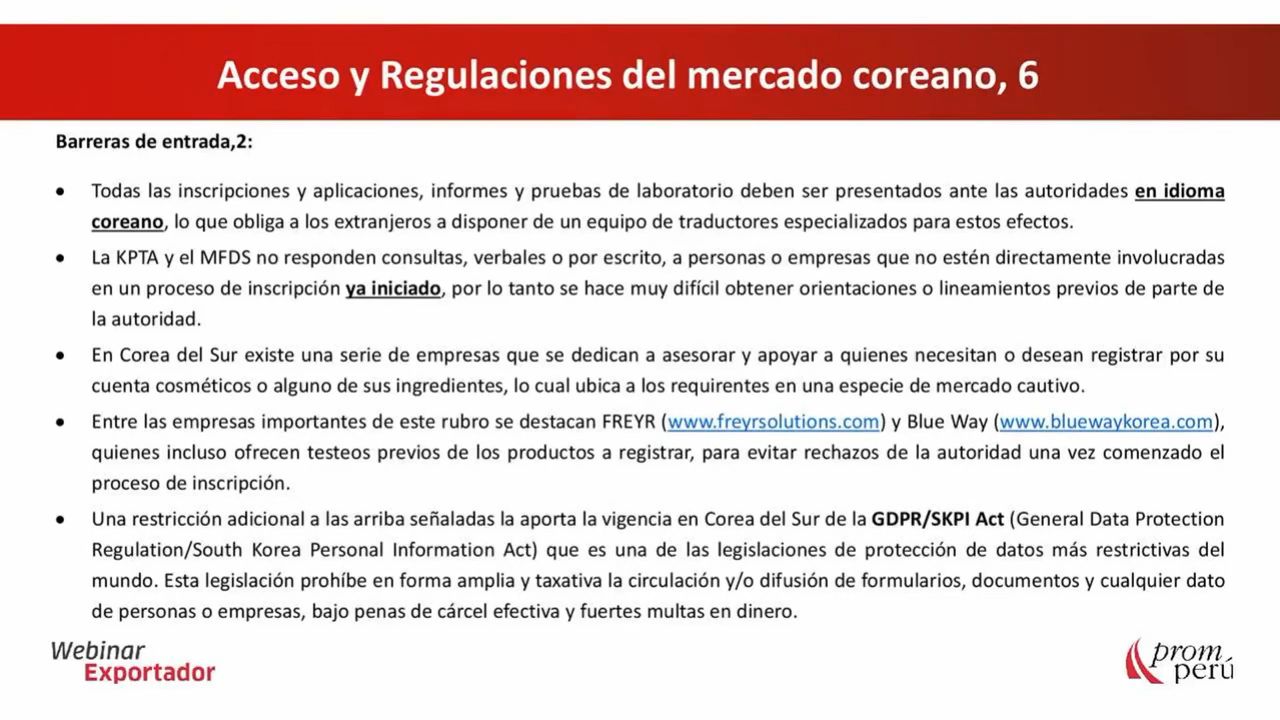 Acceso y Regulaciones del mercado coreano, 6
Barreras de entrada,2:
• Todas las inscripciones y aplicaciones, informes y pruebas de laboratorio deben ser presentados ante las autoridades en idioma
coreano, lo que obliga a los extranjeros a disponer de un equipo de traductores especializados para estos efectos.
• La KPTA y el MFDS no responden consultas, verbales o por escrito, a personas o empresas que no estén directamente involucradas
en un proceso de inscripción ya iniciado, por lo tanto se hace muy difícil obtener orientaciones o lineamientos previos de parte de
la autoridad.
• En Corea del Sur existe una serie de empresas que se dedican a asesorar y apoyar a quienes necesitan o desean registrar por su
cuenta cosméticos o alguno de sus ingredientes, lo cual ubica a los requirentes en una especie de mercado cautivo.
• Entre las empresas importantes de este rubro se destacan FREYR (www.freyrsolutions.com) y Blue Way (www.bluewaykorea.com),
quienes incluso ofrecen testeos previos de los productos a registrar, para evitar rechazos de la autoridad una vez comenzado el
proceso de inscripción.
• Una restricción adicional a las arriba señaladas la aporta la vigencia en Corea del Sur de la GDPR/SKPI Act (General Data Protection
Regulation/South Korea Personal Information Act) que es una de las legislaciones de protección de datos más restrictivas del
mundo. Esta legislación prohíbe en forma amplia y taxativa la circulación y/o difusión de formularios, documentos y cualquier dato
de personas o empresas, bajo penas de cárcel efectiva y fuertes multas en dinero.
Webinar
Exportador
prom
perú